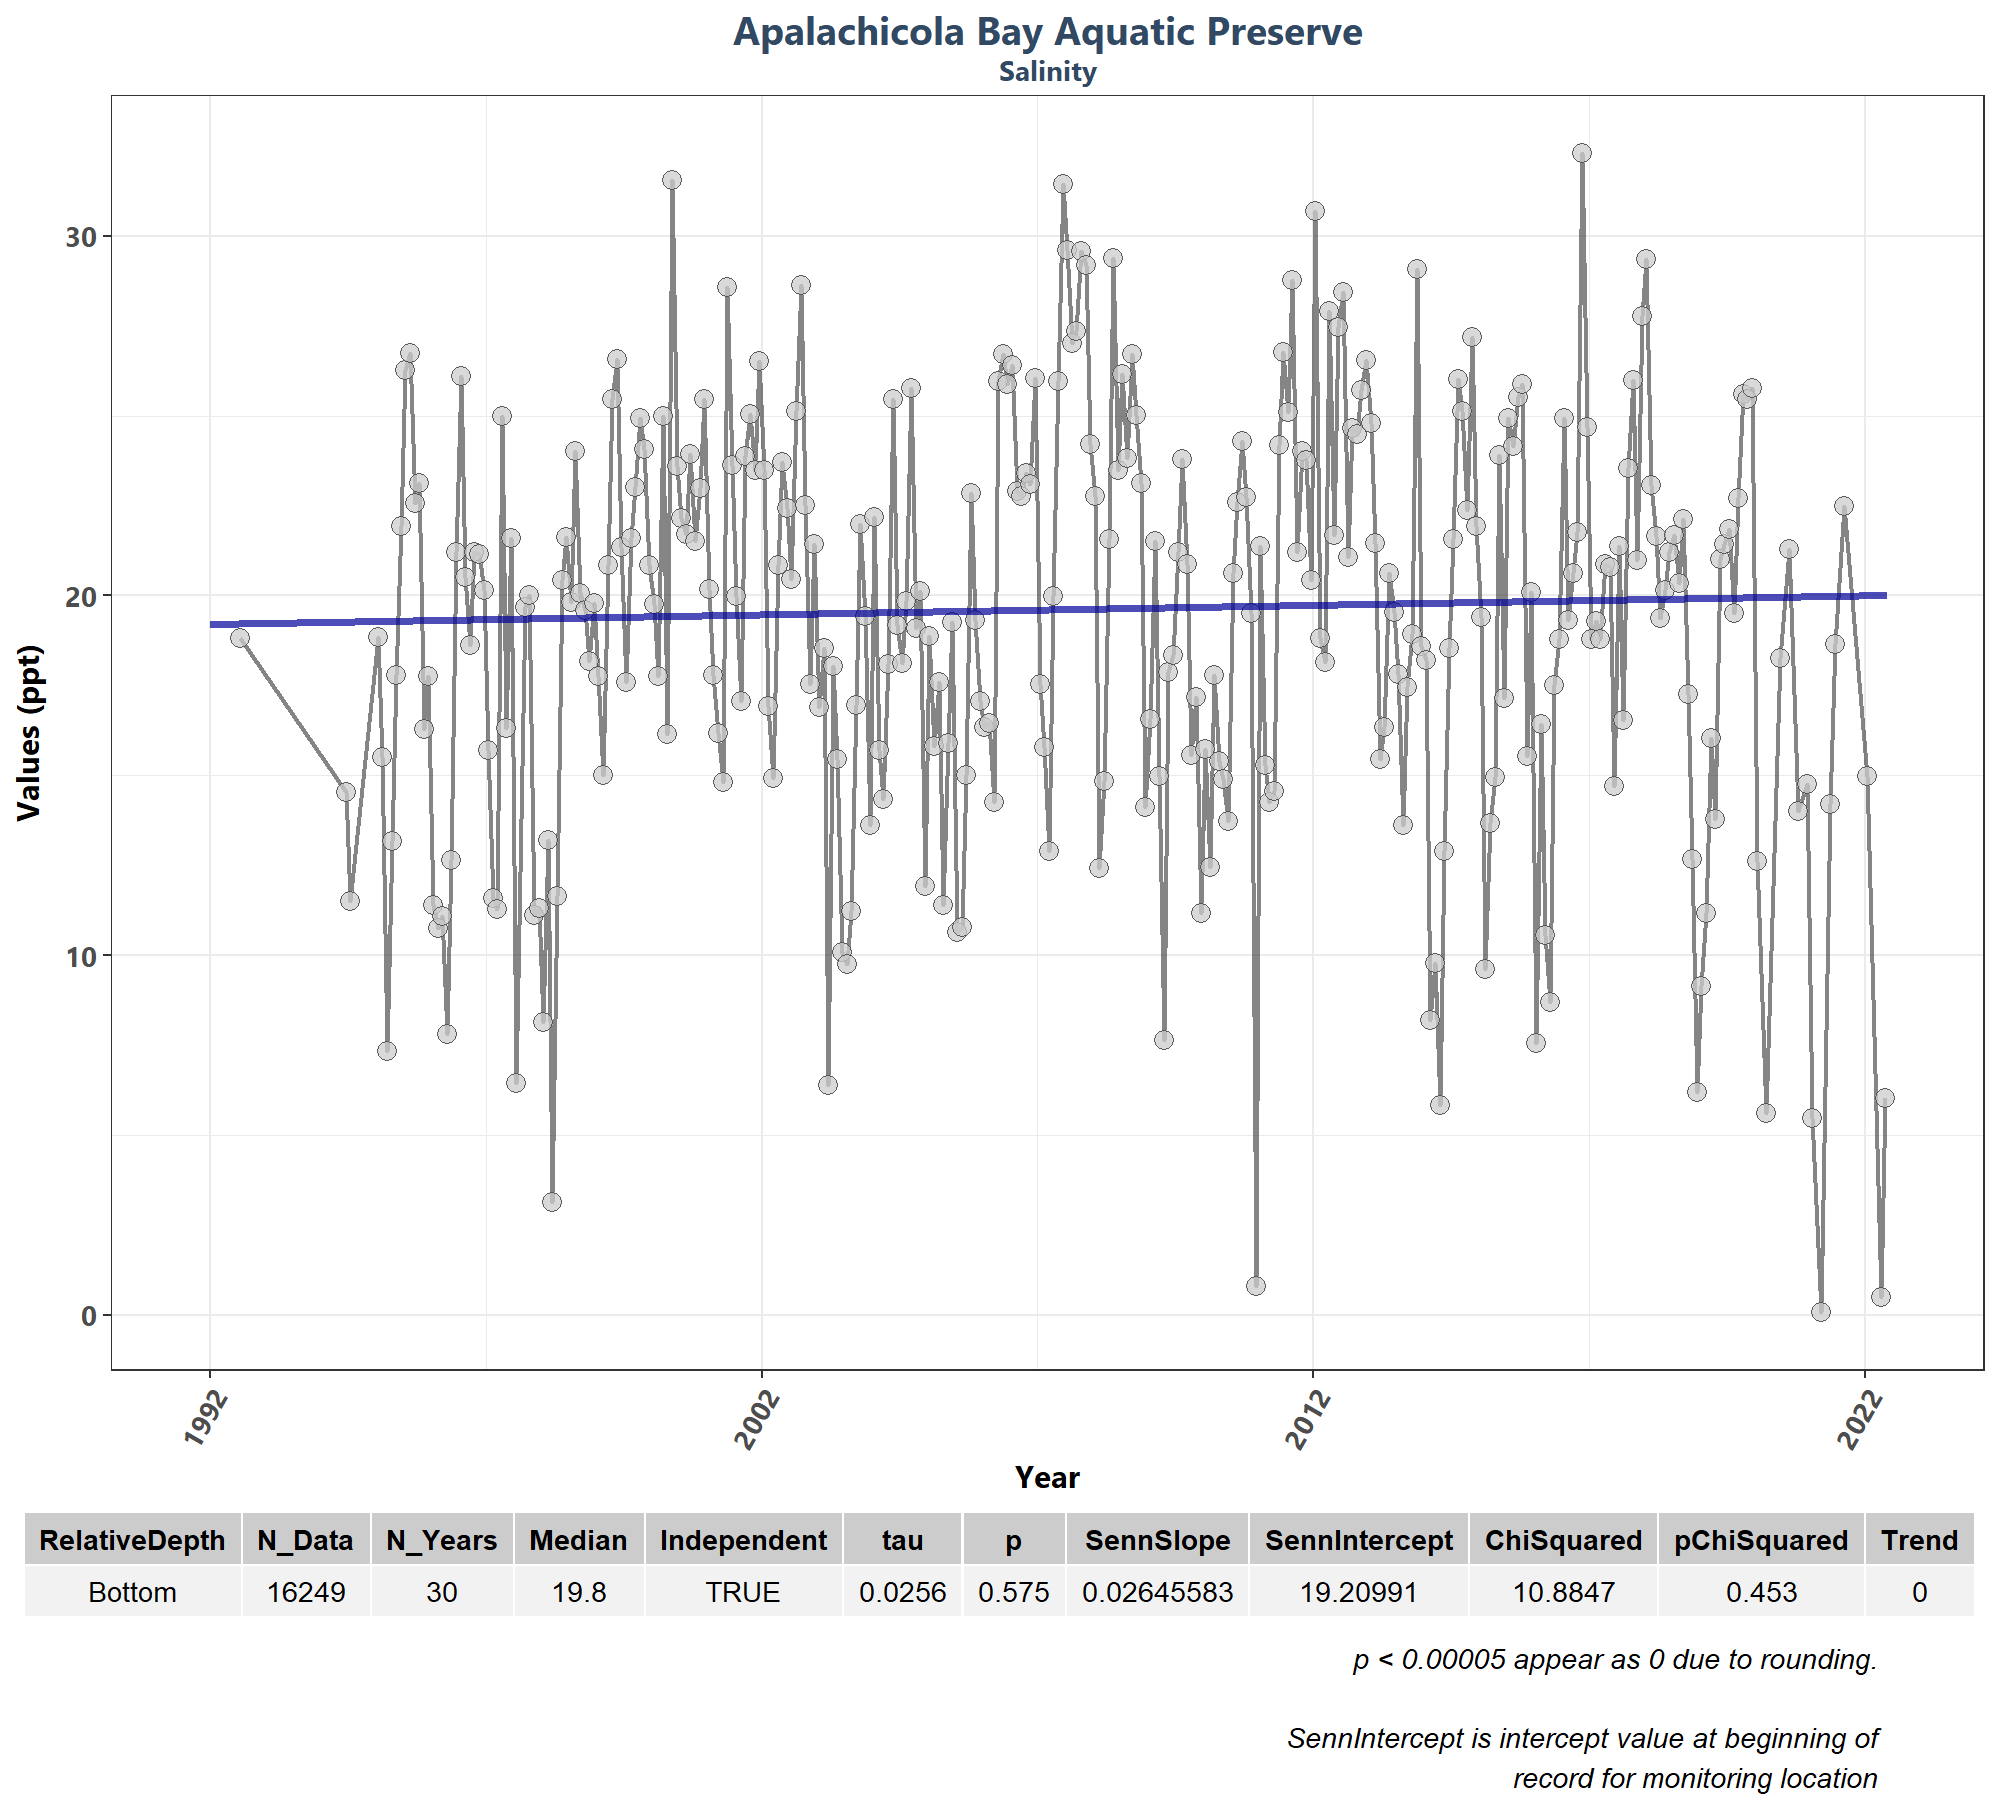 Apalachicola Bay Aquatic Preserve
Salinity
Values (ppt)
30
20
10
0
1992
2002
2012
2022
Year
RelativeDepth N_Data N_Years Median Independent tau p SennSlope SennIntercept ChiSquared pChiSquared Trend
Bottom 16249 30 19.8 TRUE 0.0256 0.575 0.02645583 19.20991 10.8847 0.453 0
p < 0.00005 appear as 0 due to rounding.
SennIntercept is intercept value at beginning of
record for monitoring location